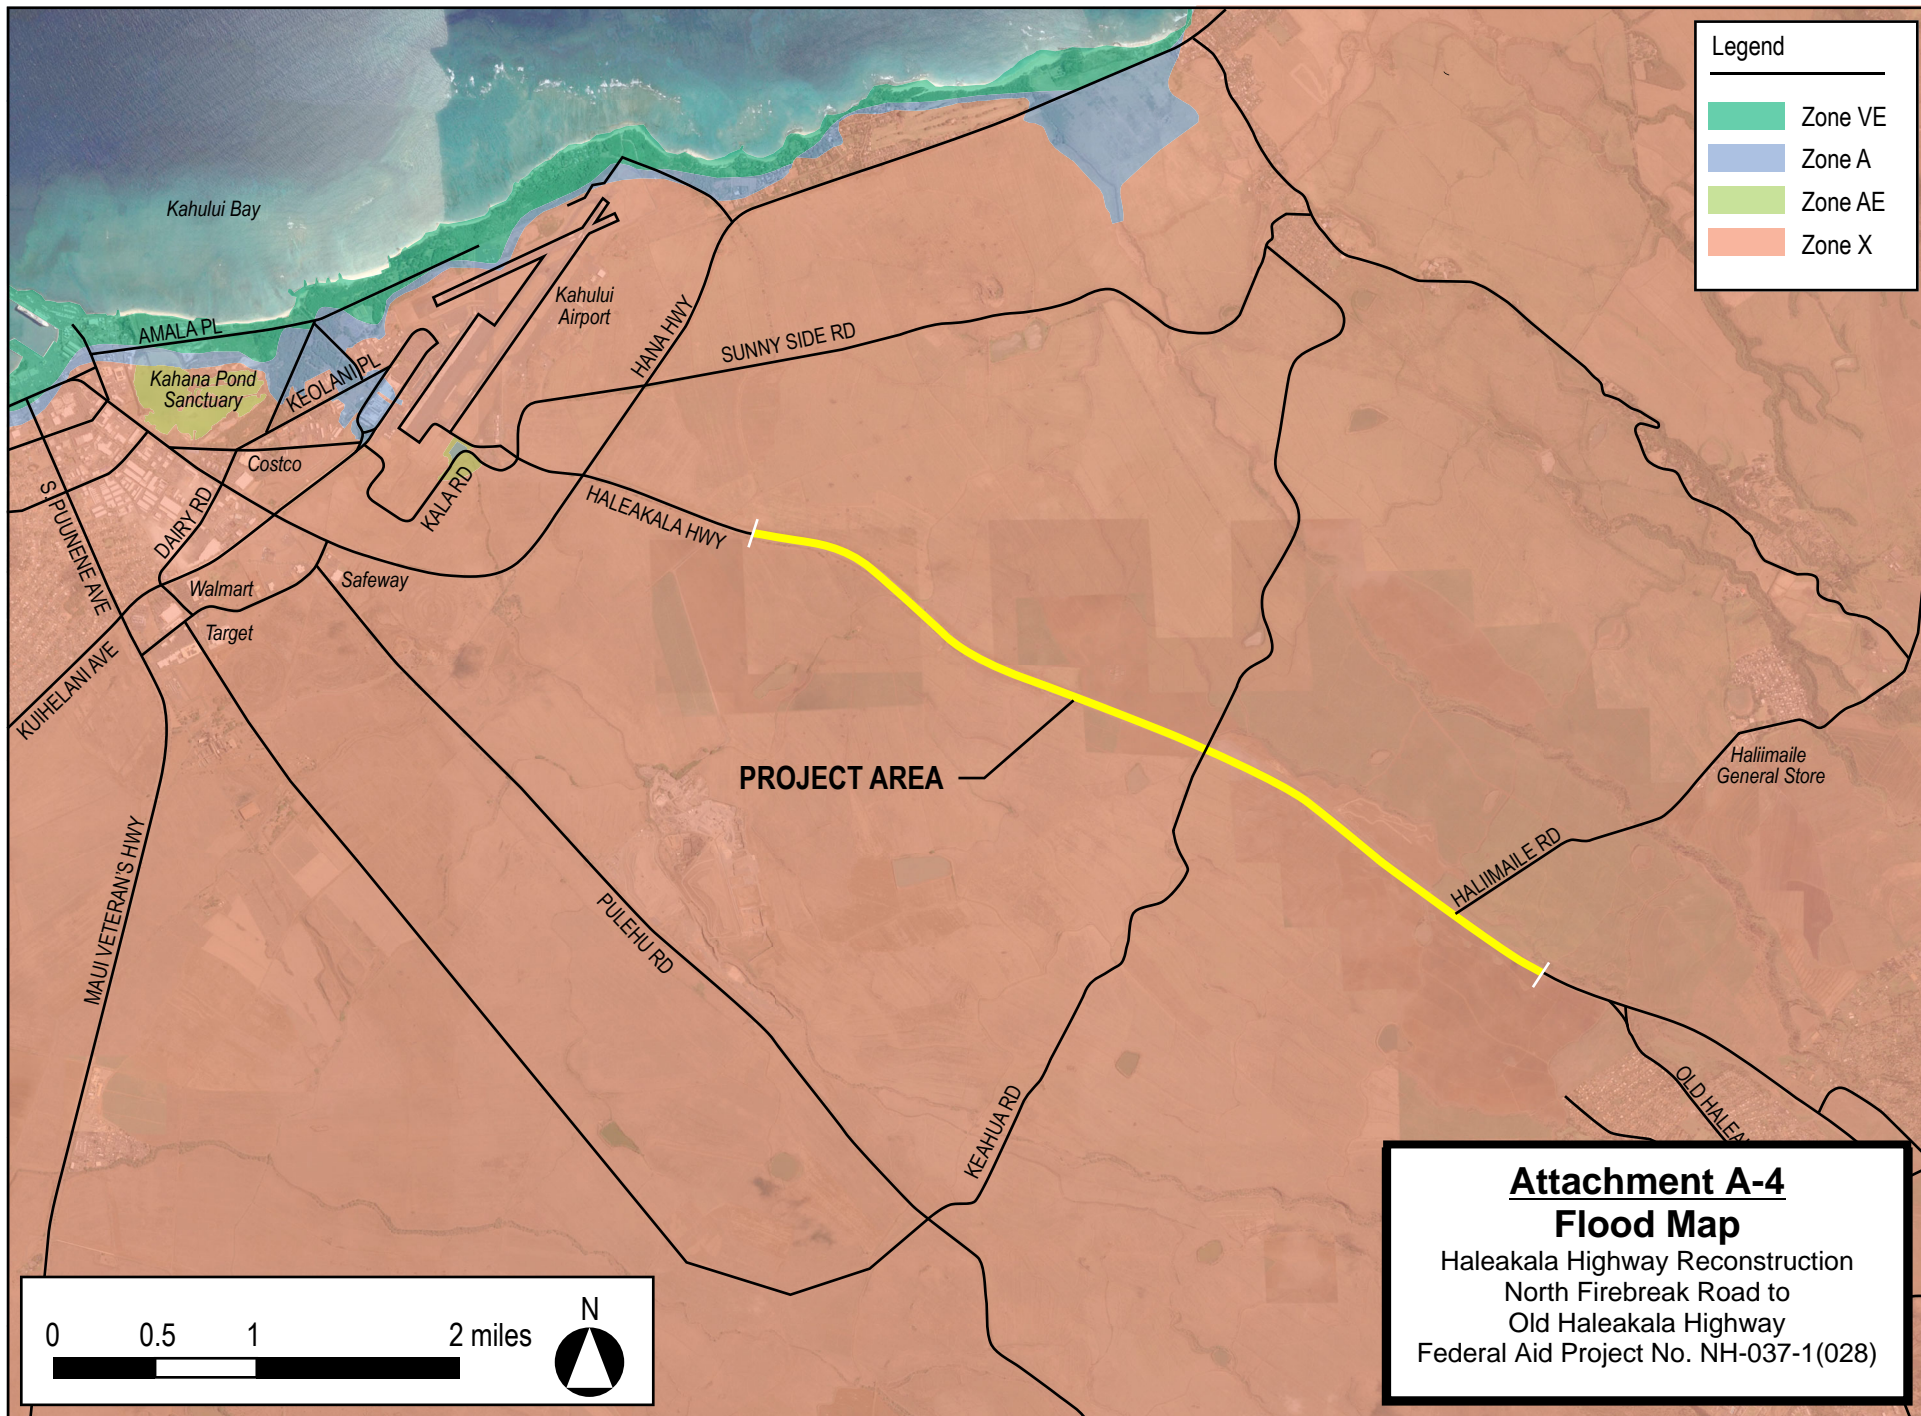 Legend
Zone VE
Zone A
Zone AE
Zone X
Kahului Bay
Kahului
Airport
AMALA PL
HANA HWY
SUNNY SIDE RD
Kahana Pond
Sanctuary
KEOLANI PL
Costco
S. PUUNENE AVE
DAIRY RD
KALA RD
HALEAKALA HWY
Walmart
Safeway
Target
KUIHELANI AVE
PROJECT AREA
Haliimaile
General Store
HALIIMAILE RD
MAUI VETERAN'S HWY
PULEHU RD
KEAHUA RD
OLD HALEA
Attachment A-4
Flood Map
Haleakala Highway Reconstruction
North Firebreak Road to
Old Haleakala Highway
Federal Aid Project No. NH-037-1(028)
0 0.5 1 2 miles
N